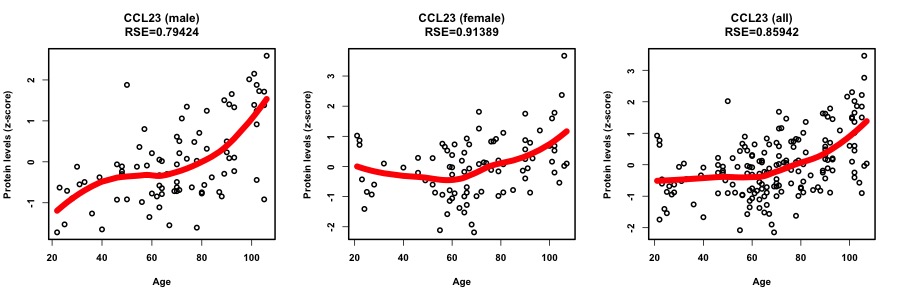 CCL23 (male)
RSE=0.79424
Protein levels (z-score)
2
1
0
-1
20 40 60 80 100
Age
CCL23 (female)
RSE=0.91389
Protein levels (z-score)
3
2
1
0
-1
-2
20 40 60 80 100
Age
CCL23 (all)
RSE=0.85942
Protein levels (z-score)
3
2
1
0
-1
-2
20 40 60 80 100
Age